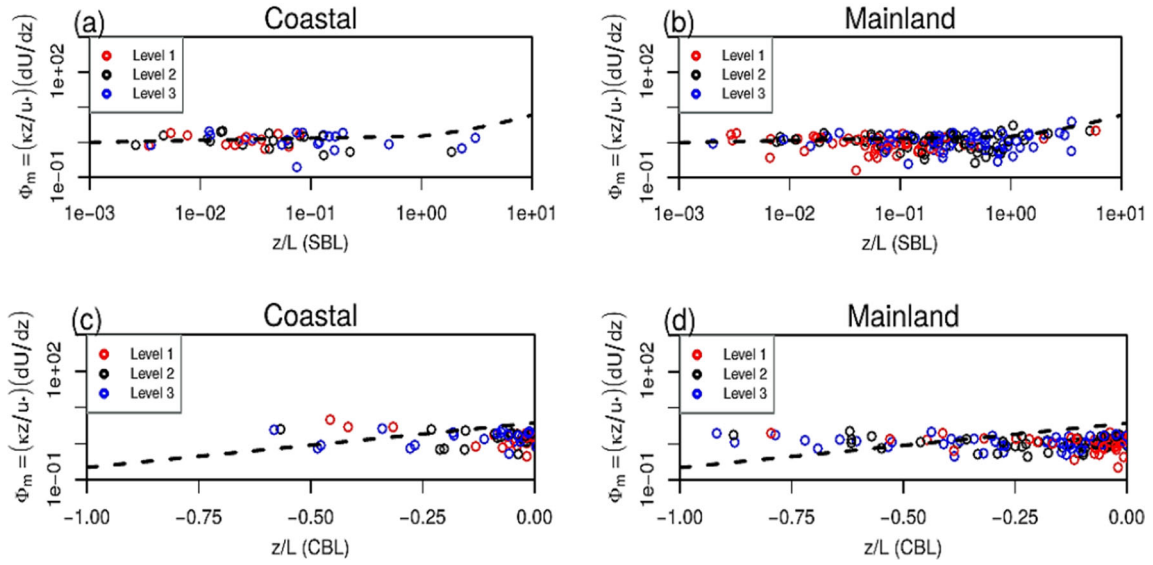 (a) Coastal
Φm = (κz/u*)(dU/dz)
1e+02
1e-01
Level 1
Level 2
Level 3
1e-03 1e-02 1e-01 1e+00 1e+01
z/L (SBL)
(b) Mainland
Φm = (κz/u*)(dU/dz)
1e+02
1e-01
Level 1
Level 2
Level 3
1e-03 1e-02 1e-01 1e+00 1e+01
z/L (SBL)
(c) Coastal
Φm = (κz/u*)(dU/dz)
1e+02
1e-01
Level 1
Level 2
Level 3
−1.00 −0.75 −0.50 −0.25 0.00
z/L (CBL)
(d) Mainland
Φm = (κz/u*)(dU/dz)
1e+02
1e-01
Level 1
Level 2
Level 3
−1.00 −0.75 −0.50 −0.25 0.00
z/L (CBL)